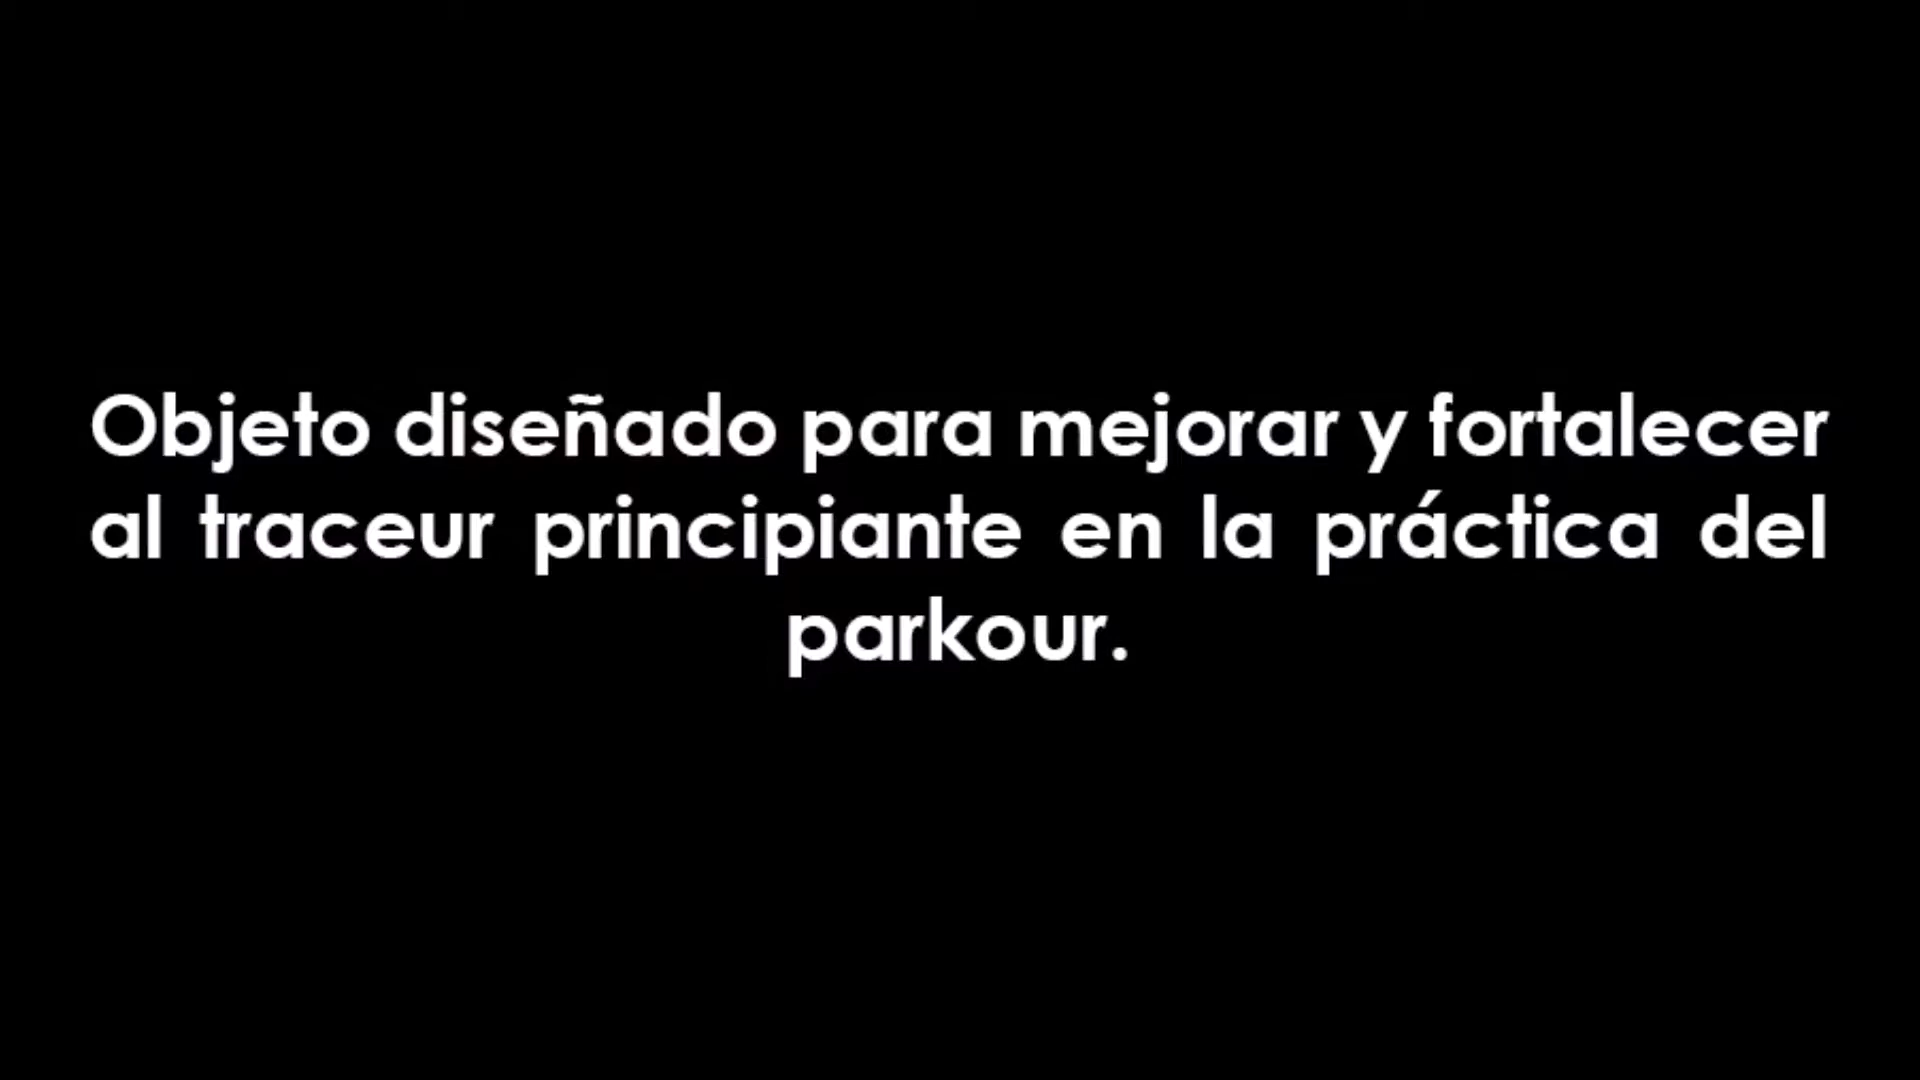 Objeto diseñado para mejorar y fortalecer
al traceur principiante en la práctica del
parkour.